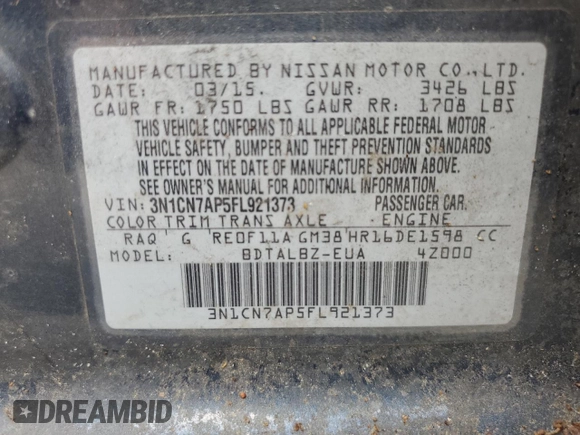 MANUFACTURED BY NISSAN MOTOR CO.,LTD.
DATE: 03/15. GVWR: 3426 LBS
GAWR FR: 1750 LBS GAWR RR: 1708 LBS
THIS VEHICLE CONFORMS TO ALL APPLICABLE FEDERAL MOTOR
VEHICLE SAFETY, BUMPER AND THEFT PREVENTION STANDARDS
IN EFFECT ON THE DATE OF MANUFACTURE SHOWN ABOVE.
SEE OWNER'S MANUAL FOR ADDITIONAL INFORMATION
VIN: 3N1CN7AP5FL921373 PASSENGER CAR.
COLOR TRIM TRANS AXLE ENGINE
RAQ G RE0F11A GM38 HR16DE1598 CC
MODEL: BDTALBZ-EUA 4Z000
3N1CN7AP5FL921373
DREAMBID